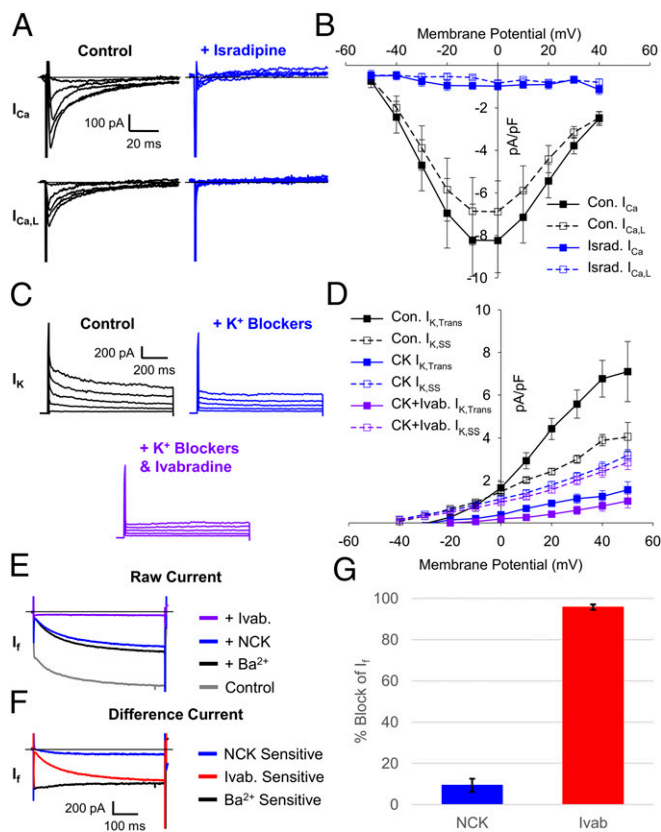 A
Control
+ Isradipine
I_Ca
100 pA
20 ms
I_Ca,L
B
Membrane Potential (mV)
-60 -40 -20 0 20 40 60
-2
-4
-6
-8
-10
pA/pF
Con. I_Ca
Con. I_Ca,L
Israd. I_Ca
Israd. I_Ca,L
C
Control
+ K⁺ Blockers
200 pA
200 ms
I_K
+ K⁺ Blockers
& Ivabradine
D
Con. I_K,Trans
Con. I_K,SS
CK I_K,Trans
CK I_K,SS
CK+Ivab. I_K,Trans
CK+Ivab. I_K,SS
10
8
6
4
2
pA/pF
-60 -40 -20 0 20 40 60
Membrane Potential (mV)
E
Raw Current
I_f
+ Ivab.
+ NCK
+ Ba²⁺
Control
F
Difference Current
I_f
NCK Sensitive
Ivab. Sensitive
Ba²⁺ Sensitive
200 pA
100 ms
G
% Block of I_f
100
80
60
40
20
0
NCK Ivab